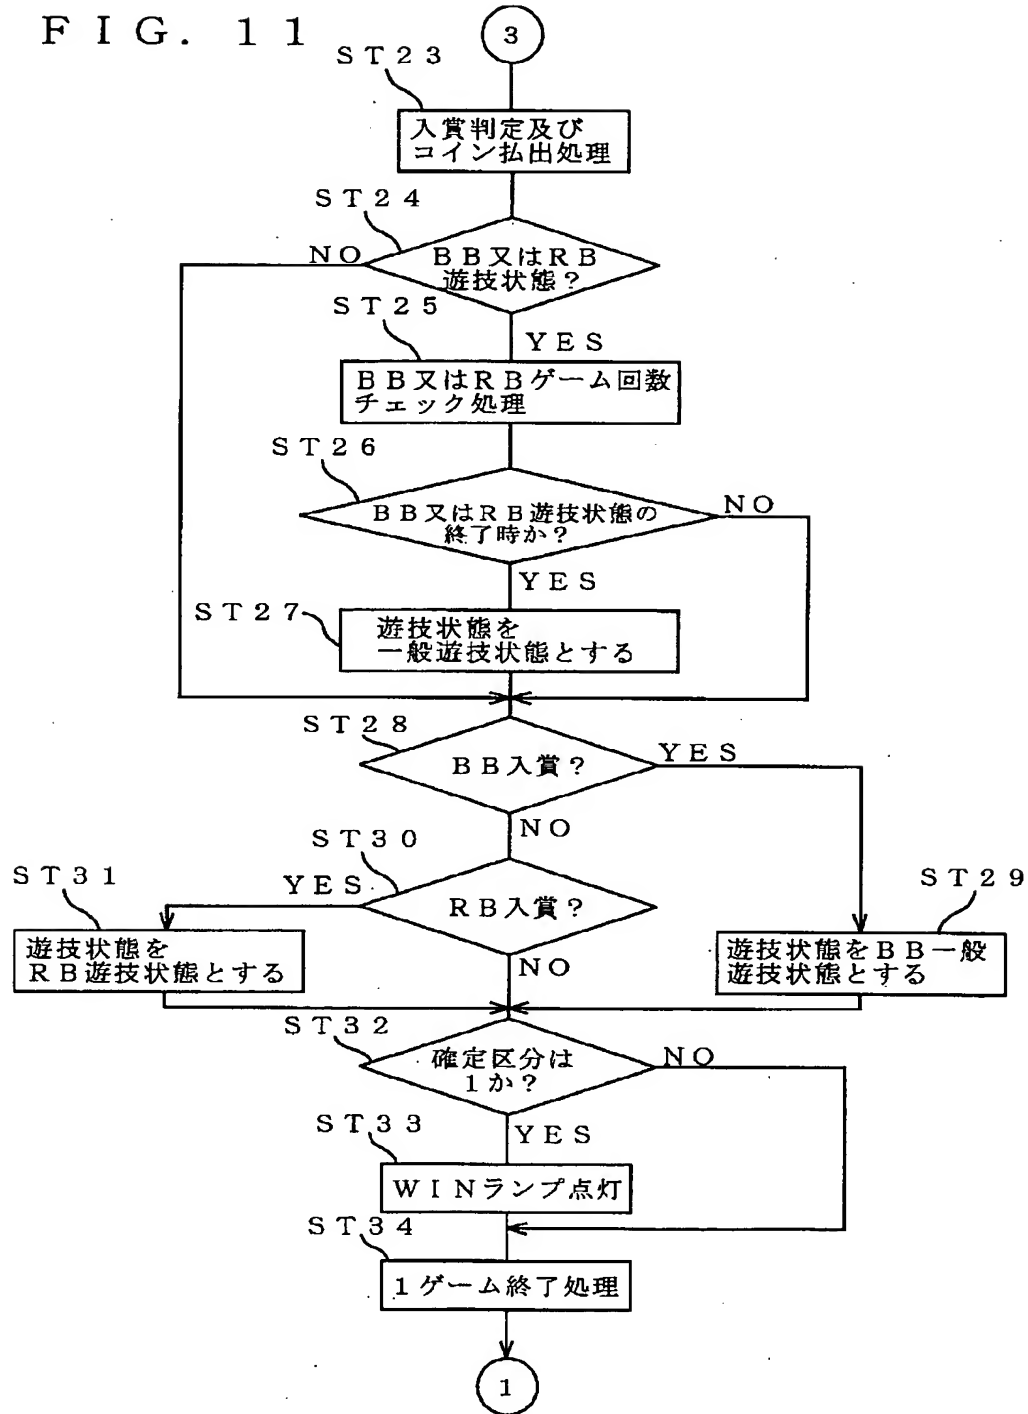 ＦＩＧ．１１
３
ＳＴ２３
入賞判定及び
コイン払出処理
ＳＴ２４
ＮＯ
ＢＢ又はＲＢ
遊技状態？
ＳＴ２５
ＹＥＳ
ＢＢ又はＲＢゲーム回数
チェック処理
ＳＴ２６
ＢＢ又はＲＢ遊技状態の
終了時か？
ＮＯ
ＹＥＳ
ＳＴ２７
遊技状態を
一般遊技状態とする
ＳＴ２８
ＢＢ入賞？
ＹＥＳ
ＮＯ
ＳＴ３０
ＳＴ３１
ＹＥＳ
ＲＢ入賞？
ＳＴ２９
遊技状態を
ＲＢ遊技状態とする
ＮＯ
遊技状態をＢＢ一般
遊技状態とする
ＳＴ３２
確定区分は
１か？
ＮＯ
ＳＴ３３
ＹＥＳ
ＷＩＮランプ点灯
ＳＴ３４
１ゲーム終了処理
１